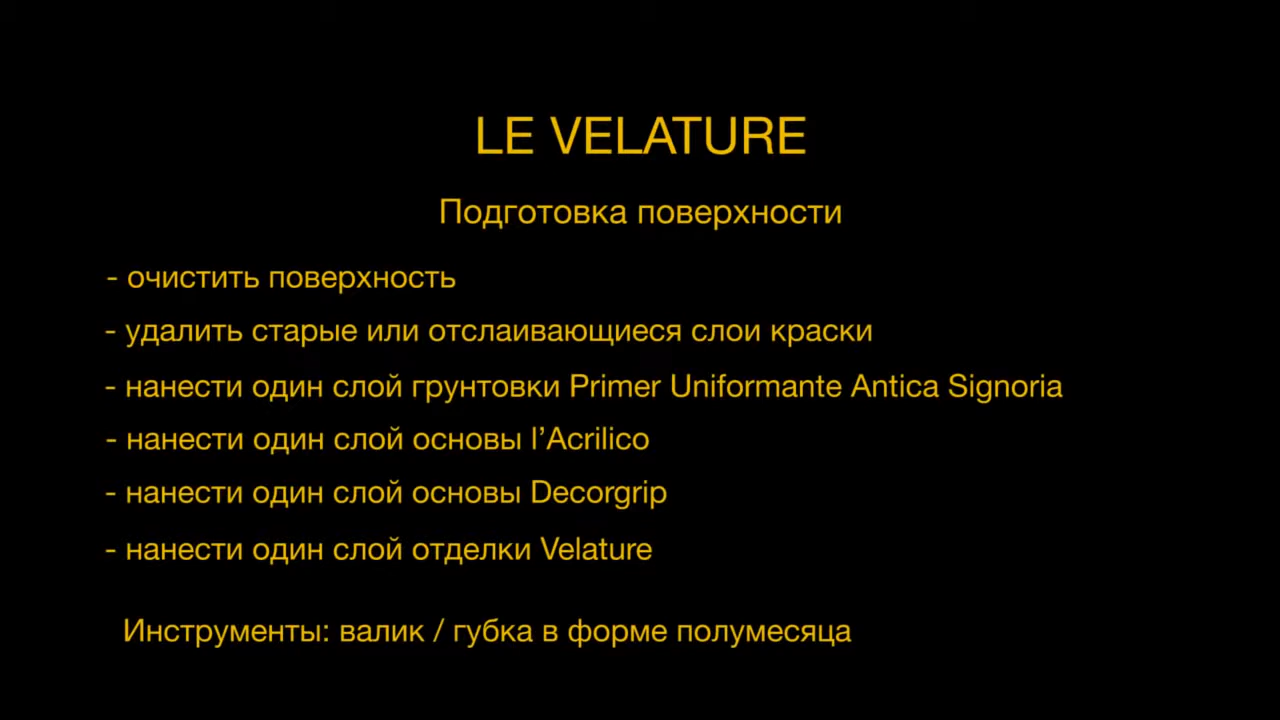 LE VELATURE
Подготовка поверхности
- очистить поверхность
- удалить старые или отслаивающиеся слои краски
- нанести один слой грунтовки Primer Uniformante Antica Signoria
- нанести один слой основы l’Acrilico
- нанести один слой основы Decorgrip
- нанести один слой отделки Velature
Инструменты: валик / губка в форме полумесяца